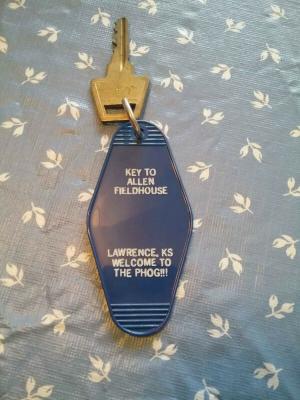 KEY TO
ALLEN
FIELDHOUSE
LAWRENCE, KS
WELCOME TO
THE PHOG!!!